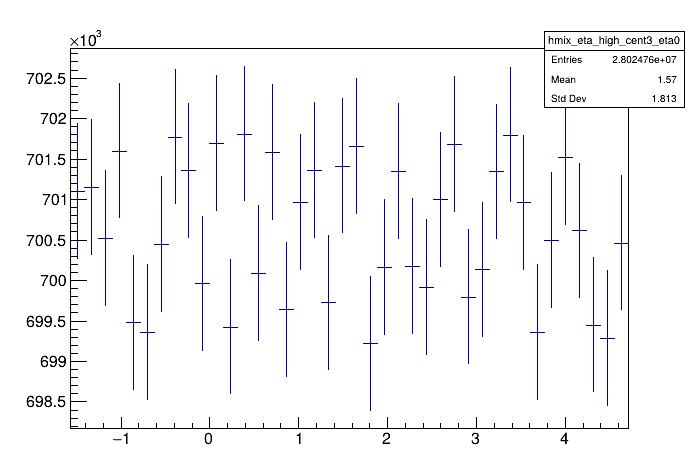 ×10³
hmix_eta_high_cent3_eta0
Entries 2.802476e+07
Mean 1.57
Std Dev 1.813
702.5
702
701.5
701
700.5
700
699.5
699
698.5
−1 0 1 2 3 4